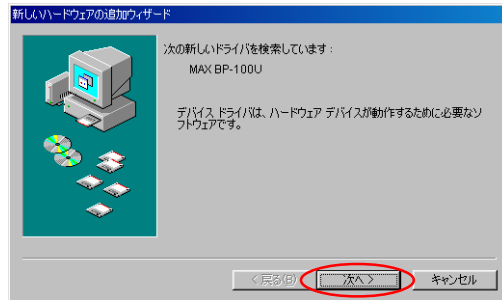 新しいハードウェアの追加ウィザード
次の新しいドライバを検索しています：
MAX BP-100U
デバイス ドライバは、ハードウェア デバイスが動作するために必要なソ
フトウェアです。
< 戻る(B)
次へ >
キャンセル